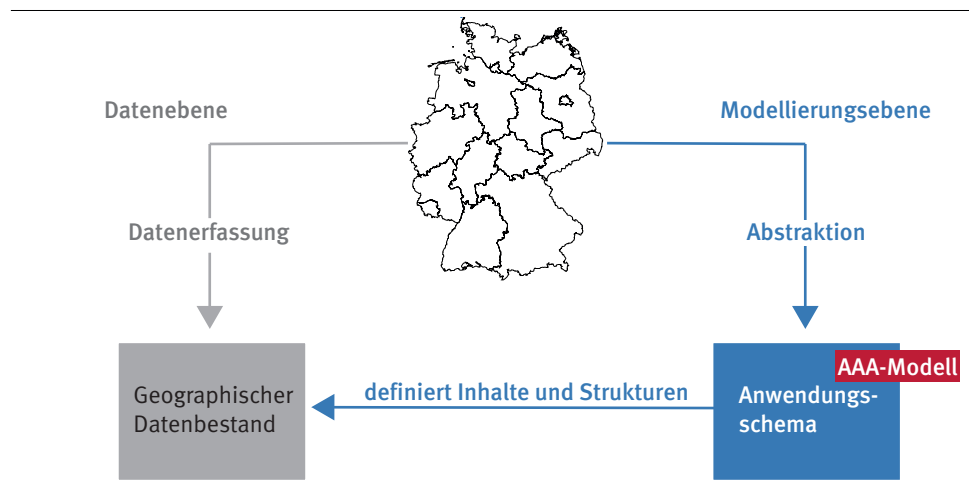 Datenebene
Modellierungsebene
Datenerfassung
Abstraktion
AAA-Modell
Geographischer
Datenbestand
definiert Inhalte und Strukturen
Anwendungs-
schema